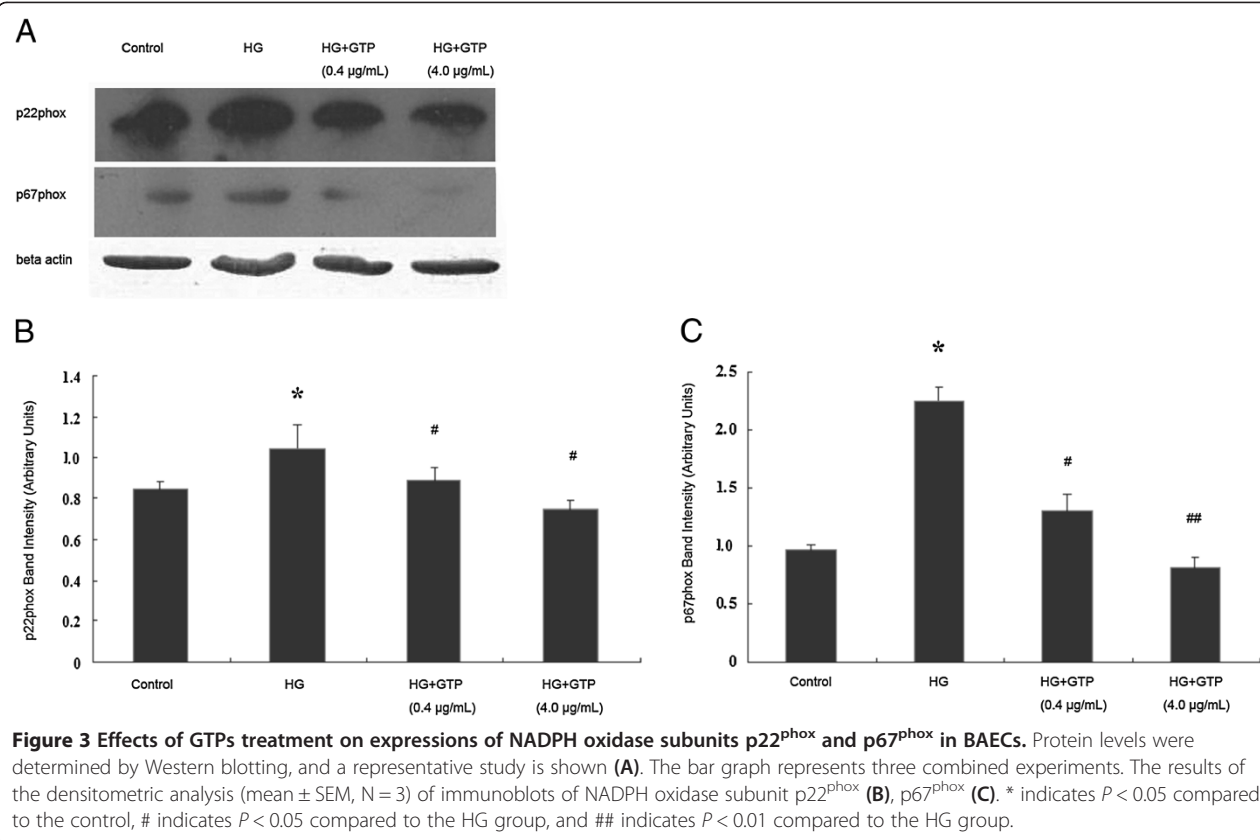 A
Control HG HG+GTP HG+GTP
(0.4 µg/mL) (4.0 µg/mL)
p22phox
p67phox
beta actin
B
p22phox Band Intensity (Arbitrary Units)
1.4
1.2
1.0
0.8
0.6
0.4
0.2
0
*
#
#
Control HG HG+GTP HG+GTP
(0.4 µg/mL) (4.0 µg/mL)
C
p67phox Band Intensity (Arbitrary Units)
2.5
2.0
1.5
1.0
0.5
0
*
#
##
Control HG HG+GTP HG+GTP
(0.4 µg/mL) (4.0 µg/mL)
Figure 3 Effects of GTPs treatment on expressions of NADPH oxidase subunits p22phox and p67phox in BAECs. Protein levels were
determined by Western blotting, and a representative study is shown (A). The bar graph represents three combined experiments. The results of
the densitometric analysis (mean ± SEM, N = 3) of immunoblots of NADPH oxidase subunit p22phox (B), p67phox (C). * indicates P < 0.05 compared
to the control, # indicates P < 0.05 compared to the HG group, and ## indicates P < 0.01 compared to the HG group.